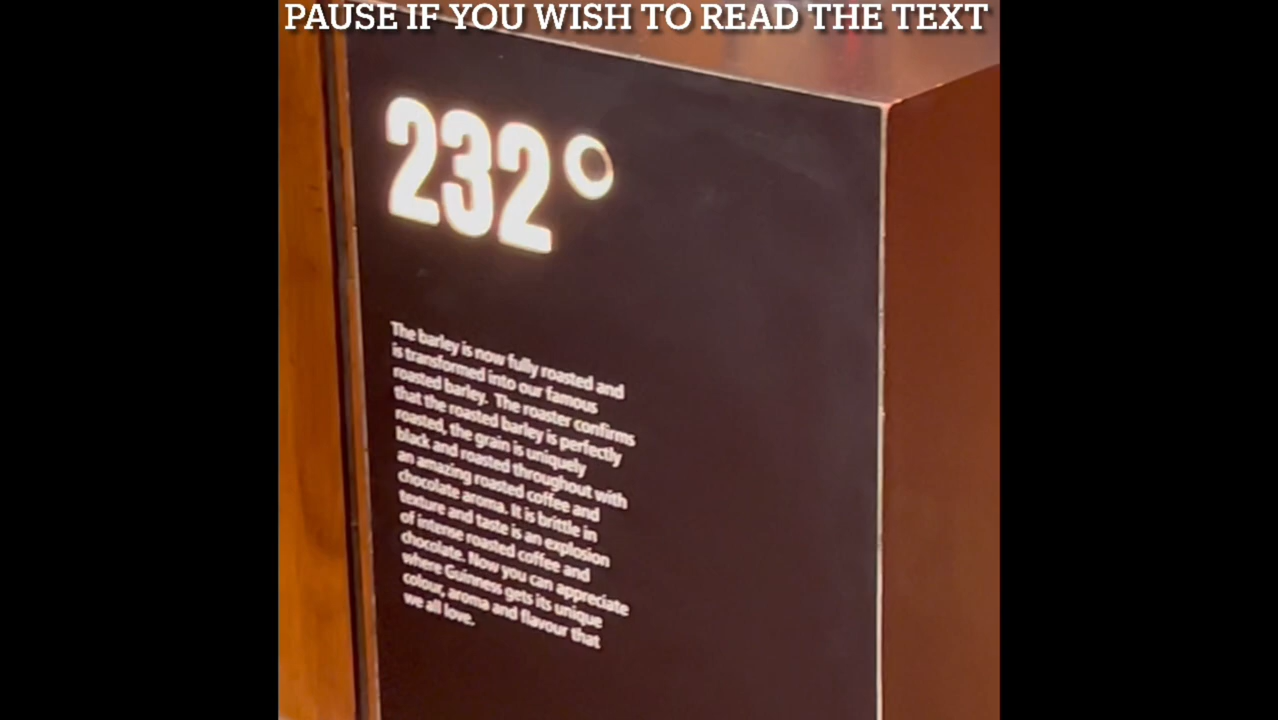 PAUSE IF YOU WISH TO READ THE TEXT
232°
The barley is now fully roasted and
is transformed into our famous
roasted barley. The roaster confirms
that the roasted barley is perfectly
roasted, the grain is uniquely
black and roasted throughout with
an amazing roasted coffee and
chocolate aroma. It is brittle in
texture and taste is an explosion
of intense roasted coffee and
chocolate. Now you can appreciate
where Guinness gets its unique
colour, aroma and flavour that
we all love.